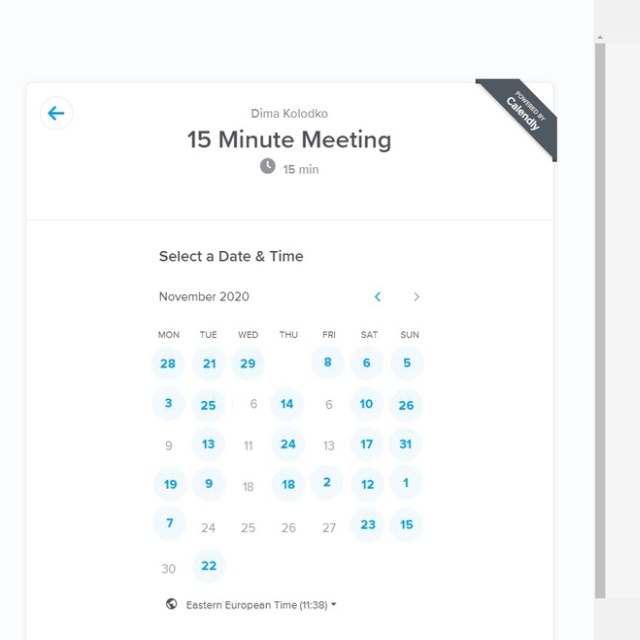 POWERED BY
Calendly
Dima Kolodko
15 Minute Meeting
15 min
Select a Date & Time
November 2020
MON TUE WED THU FRI SAT SUN
28 21 29 8 6 5
3 25 6 14 6 10 26
9 13 11 24 13 17 31
19 9 18 18 2 12 1
7 24 25 26 27 23 15
30 22
Eastern European Time (11:38)